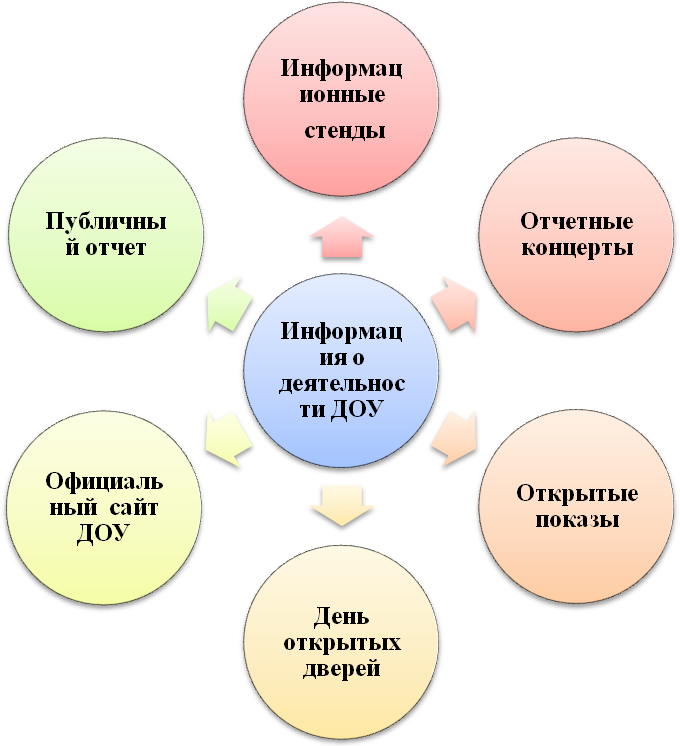 Информац
ионные
стенды
Публичны
й отчет
Отчетные
концерты
Информац
ия о
деятельнос
ти ДОУ
Официаль
ный сайт
ДОУ
Открытые
показы
День
открытых
дверей